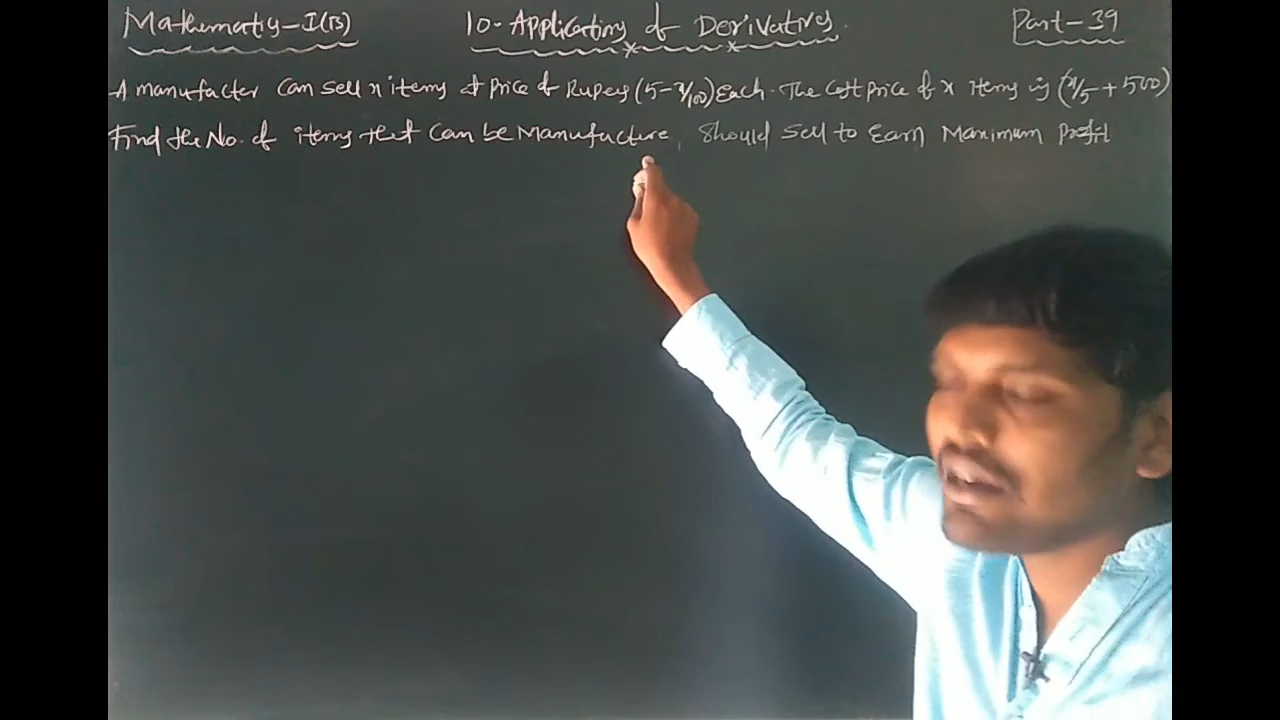 Mathematics-I(B) 10. Applications of Derivatives. Part-39
A manufacter can sell x items at price of Rupees (5-x/100) Each. The Cost price of x items is (x/5 + 500)
Find the No. of items that can be Manufacture, Should sell to Earn Maximum Profit